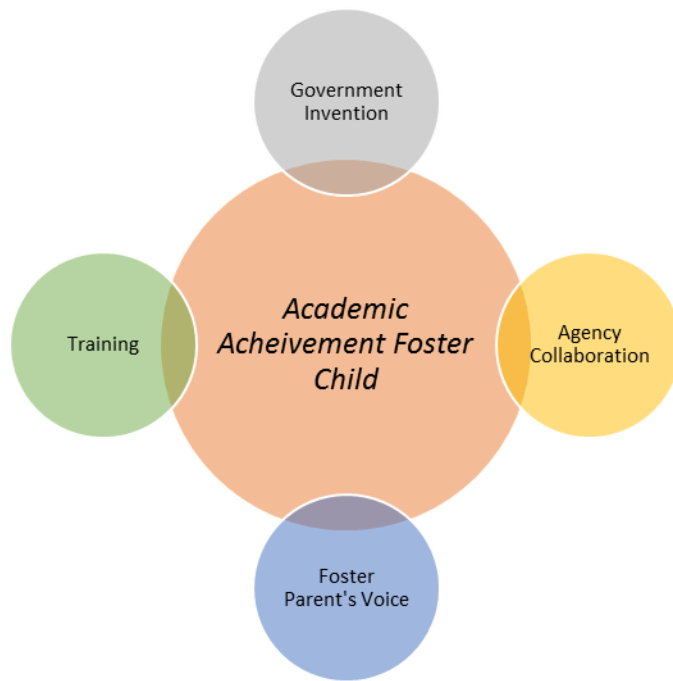 Government
Invention
Academic
Acheivement Foster
Child
Training
Agency
Collaboration
Foster
Parent's Voice